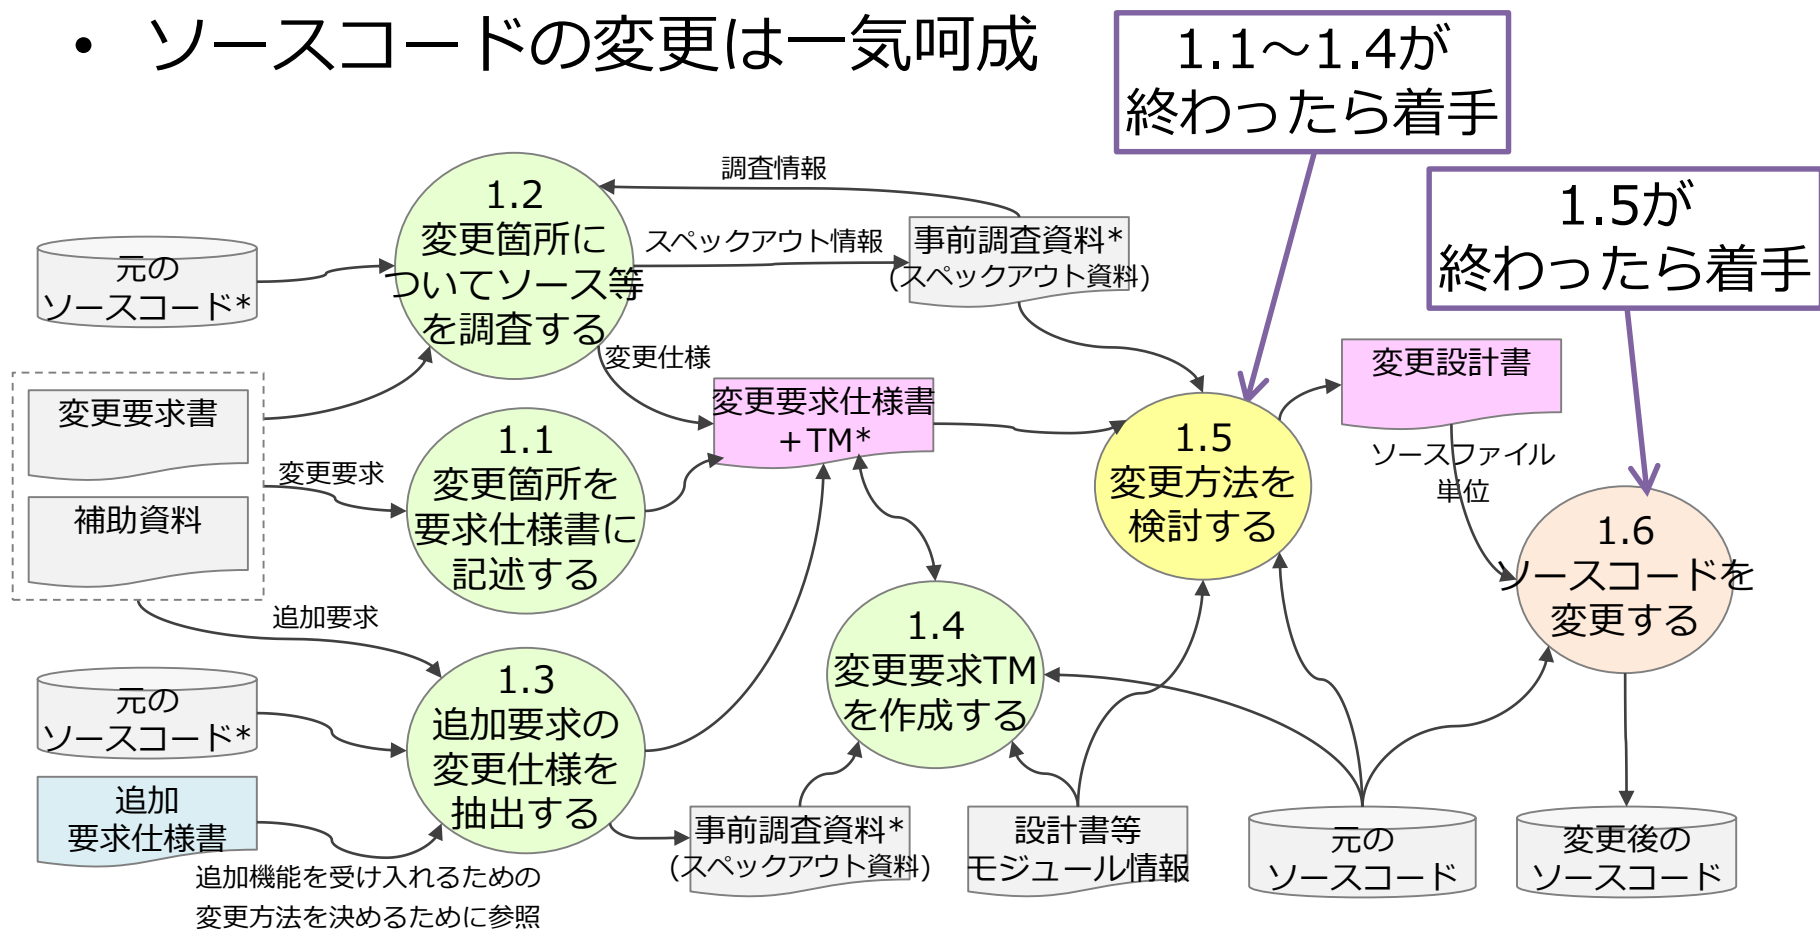 • ソースコードの変更は一気呵成
1.1～1.4が
終わったら着手
1.5が
終わったら着手
調査情報
1.2
変更箇所に
ついてソース等
を調査する
スペックアウト情報
事前調査資料*
（スペックアウト資料）
元の
ソースコード*
変更仕様
変更設計書
変更要求書
変更要求仕様書
＋TM*
1.1
変更箇所を
要求仕様書に
記述する
変更要求
補助資料
1.5
変更方法を
検討する
ソースファイル
単位
1.6
ソースコードを
変更する
追加要求
1.4
変更要求TM
を作成する
1.3
追加要求の
変更仕様を
抽出する
元の
ソースコード*
追加
要求仕様書
追加機能を受け入れるための
変更方法を決めるために参照
事前調査資料*
（スペックアウト資料）
設計書等
モジュール情報
元の
ソースコード
変更後の
ソースコード